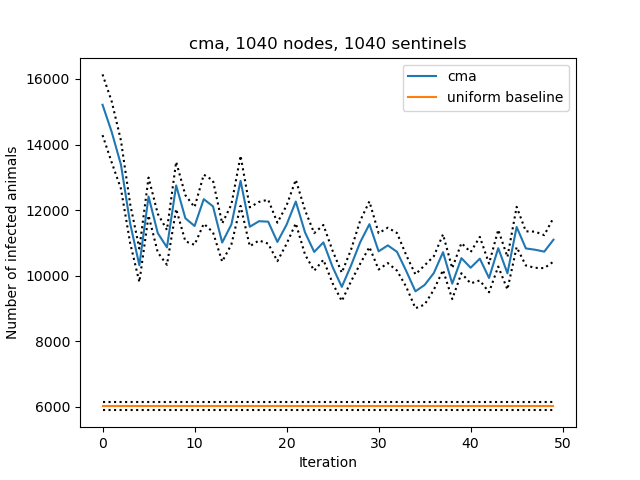 cma, 1040 nodes, 1040 sentinels
cma
uniform baseline
Number of infected animals
16000
14000
12000
10000
8000
6000
0 10 20 30 40 50
Iteration